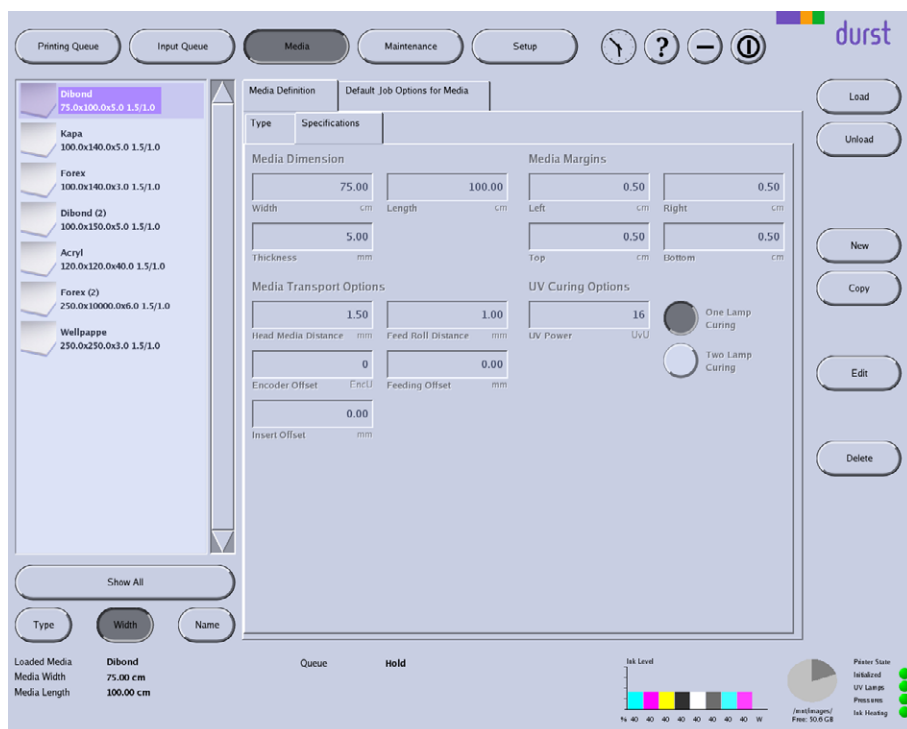 Printing Queue
Input Queue
Media
Maintenance
Setup
?
durst
Dibond
75.0x100.0x5.0 1.5/1.0
Kapa
100.0x140.0x5.0 1.5/1.0
Forex
100.0x140.0x3.0 1.5/1.0
Dibond (2)
100.0x150.0x5.0 1.5/1.0
Acryl
120.0x120.0x40.0 1.5/1.0
Forex (2)
250.0x10000.0x6.0 1.5/1.0
Wellpappe
250.0x250.0x3.0 1.5/1.0
Show All
Type
Width
Name
Media Definition
Default Job Options for Media
Type
Specifications
Media Dimension
75.00
Width cm
100.00
Length cm
5.00
Thickness mm
Media Margins
0.50
Left cm
0.50
Right cm
0.50
Top cm
0.50
Bottom cm
Media Transport Options
1.50
Head Media Distance mm
1.00
Feed Roll Distance mm
0
Encoder Offset EncU
0.00
Feeding Offset mm
0.00
Insert Offset mm
UV Curing Options
16
UV Power UvU
One Lamp
Curing
Two Lamp
Curing
Load
Unload
New
Copy
Edit
Delete
Loaded Media Dibond
Media Width 75.00 cm
Media Length 100.00 cm
Queue Hold
Ink Level
% 40 40 40 40 40 40 40 40 W
/mnt/images/
Free: 50.6 GB
Printer State
Initialized
UV Lamps
Pressures
Ink Heating